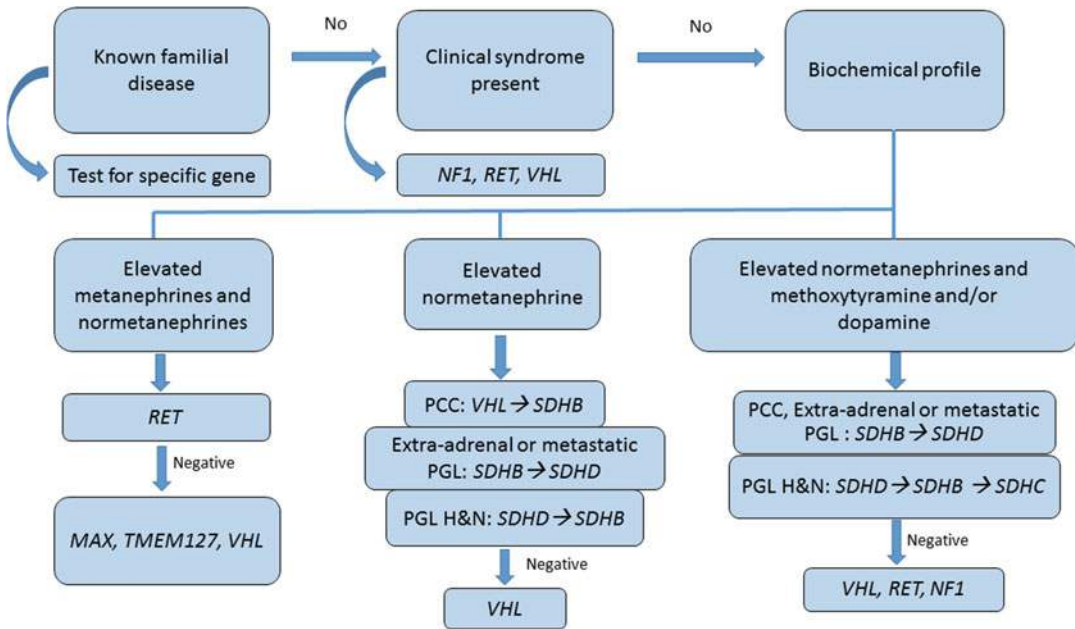 No
No
Known familial
disease
Clinical syndrome
present
Biochemical profile
Test for specific gene
NF1, RET, VHL
Elevated
metanephrines and
normetanephrines
Elevated
normetanephrine
Elevated normetanephrines and
methoxytyramine and/or
dopamine
RET
Negative
MAX, TMEM127, VHL
PCC: VHL → SDHB
Extra-adrenal or metastatic
PGL: SDHB → SDHD
PGL H&N: SDHD → SDHB
Negative
VHL
PCC, Extra-adrenal or metastatic
PGL : SDHB → SDHD
PGL H&N: SDHD → SDHB → SDHC
Negative
VHL, RET, NF1